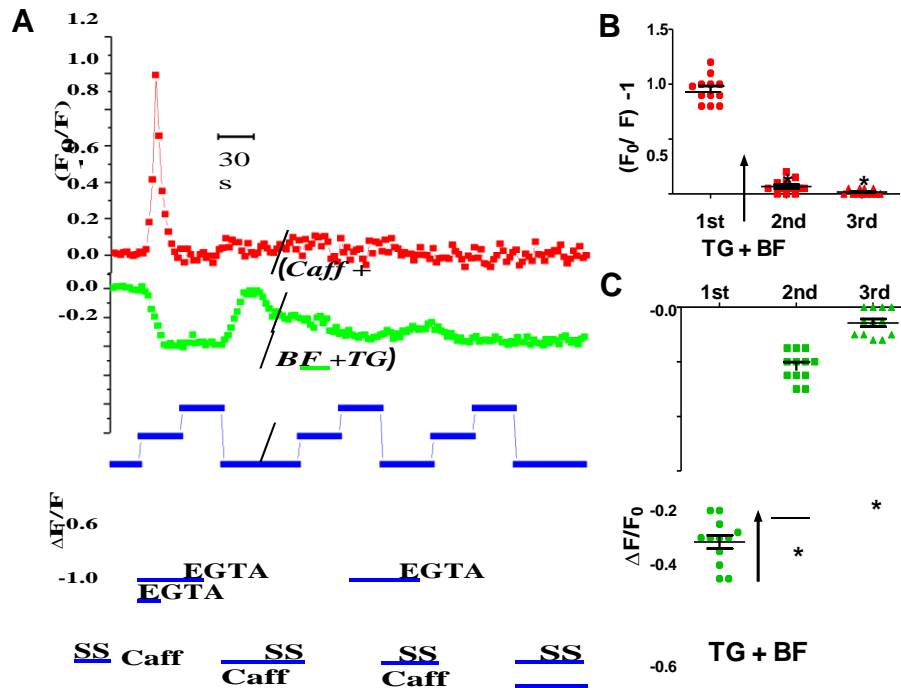 A
1.2
1.0
0.8
0.6
0.4
1.2
0.0
0.0
-0.2
(F0/F) -1
30
s
(Caff +
BF +TG)
ΔF/F
-0.6
-1.0
EGTA
EGTA
EGTA
SS
Caff
SS
Caff
SS
Caff
SS
B
1.5
1.0
0.5
(F0/ F) -1
*
*
1st
2nd
3rd
TG + BF
C
1st
2nd
3rd
-0.0
-0.2
-0.4
-0.6
ΔF/F0
*
*
TG + BF